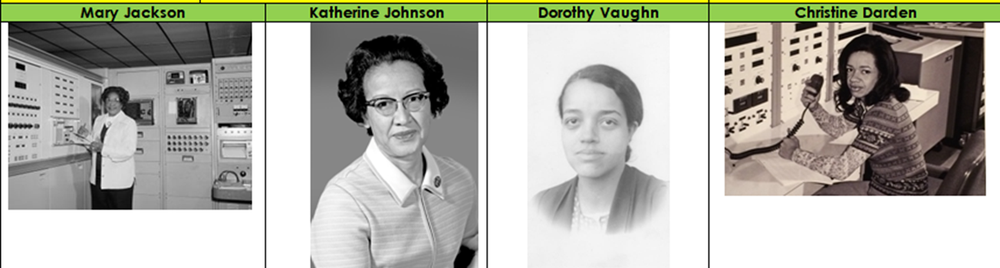 Mary Jackson
Katherine Johnson
Dorothy Vaughn
Christine Darden